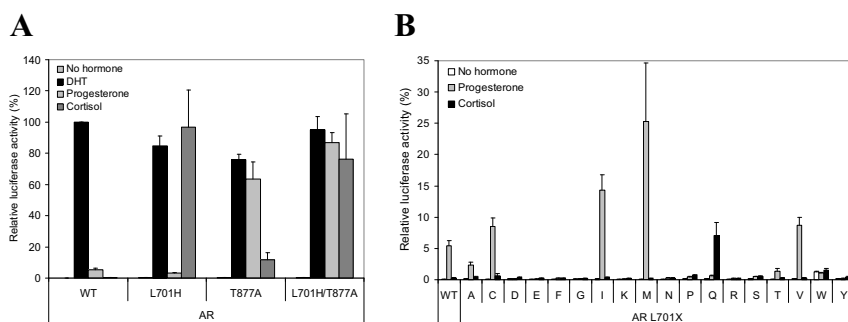 A
Relative luciferase activity (%)
140
120
100
80
60
40
20
0
No hormone
DHT
Progesterone
Cortisol
WT L701H T877A L701H/T877A
AR
B
Relative luciferase activity (%)
35
30
25
20
15
10
5
0
No hormone
Progesterone
Cortisol
WT A C D E F G I K M N P Q R S T V W Y
AR L701X